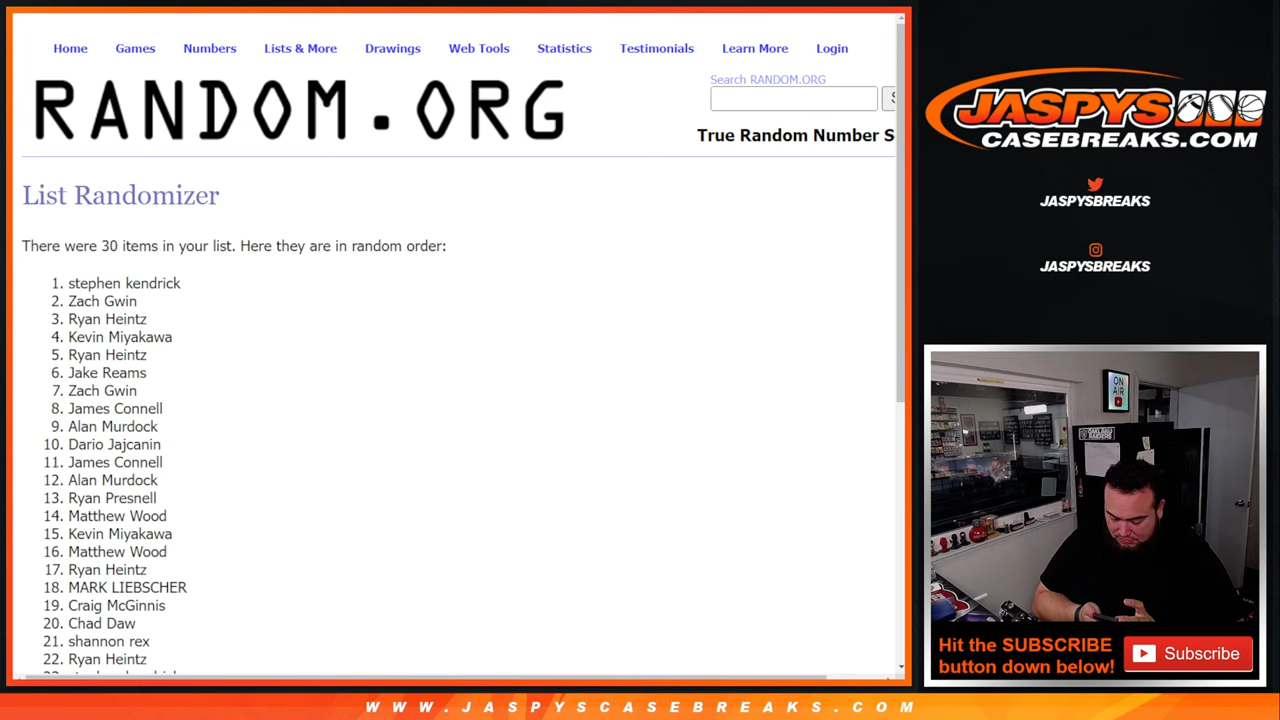 Home Games Numbers Lists & More Drawings Web Tools Statistics Testimonials Learn More Login
RANDOM.ORG
Search RANDOM.ORG
True Random Number S
List Randomizer
There were 30 items in your list. Here they are in random order:
1. stephen kendrick
2. Zach Gwin
3. Ryan Heintz
4. Kevin Miyakawa
5. Ryan Heintz
6. Jake Reams
7. Zach Gwin
8. James Connell
9. Alan Murdock
10. Dario Jajcanin
11. James Connell
12. Alan Murdock
13. Ryan Presnell
14. Matthew Wood
15. Kevin Miyakawa
16. Matthew Wood
17. Ryan Heintz
18. MARK LIEBSCHER
19. Craig McGinnis
20. Chad Daw
21. shannon rex
22. Ryan Heintz
JASPYS
CASEBREAKS.COM
JASPYSBREAKS
JASPYSBREAKS
ON
AIR
OAKLAND
RAIDERS
Hit the SUBSCRIBE
button down below!
Subscribe
WWW.JASPYSCASEBREAKS.COM